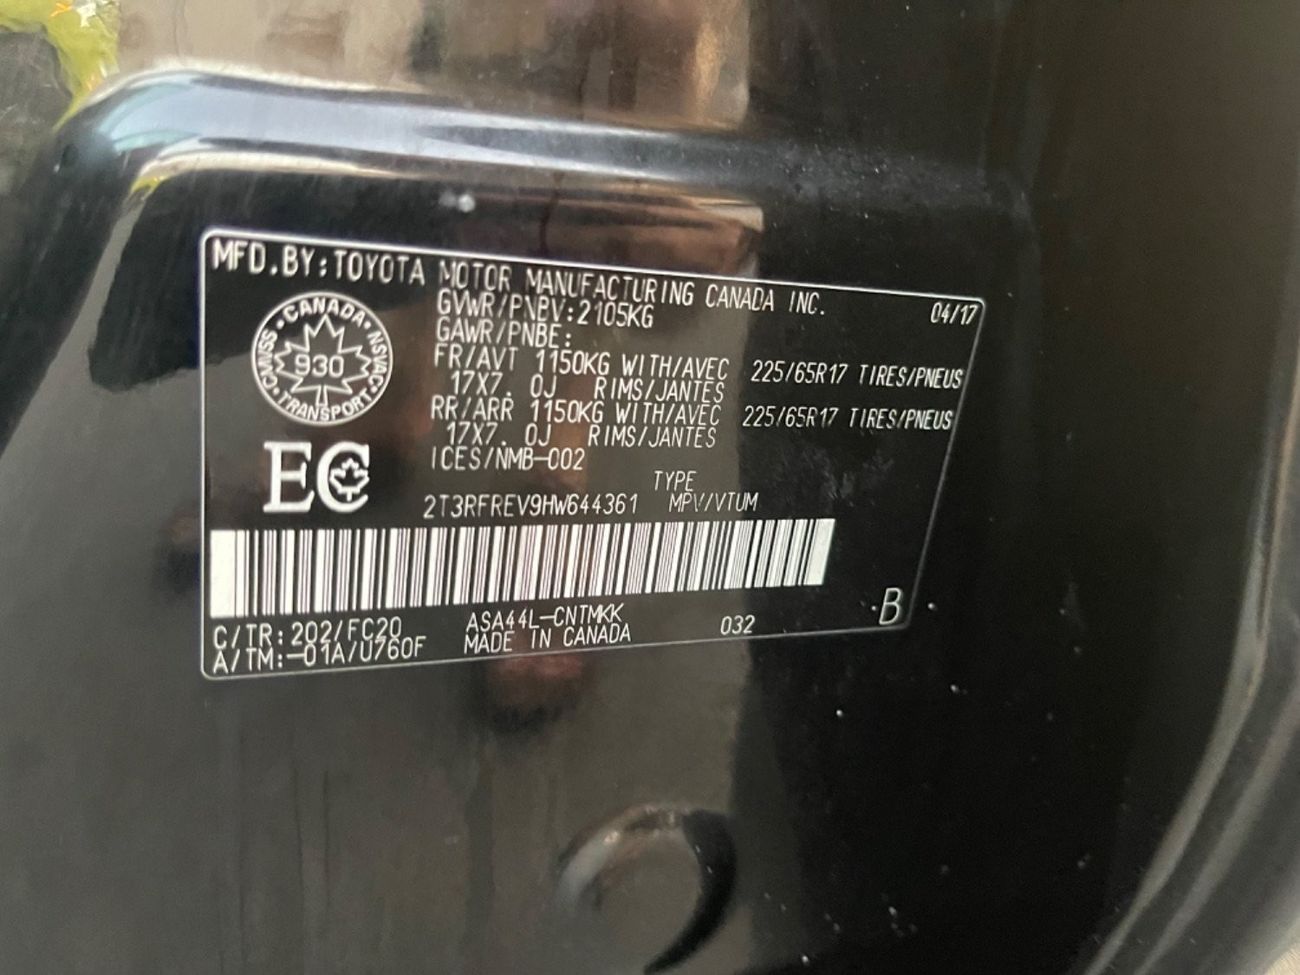 MFD.BY:TOYOTA MOTOR MANUFACTURING CANADA INC. 04/17
GVWR/PNBV:2105KG
GAWR/PNBE:
FR/AVT 1150KG WITH/AVEC 225/65R17 TIRES/PNEUS
17X7. 0J RIMS/JANTES
RR/ARR 1150KG WITH/AVEC 225/65R17 TIRES/PNEUS
17X7. 0J RIMS/JANTES
ICES/NMB-002
TYPE
2T3RFREV9HW644361 MPV/VTUM
CANADA
CMVSS 930 NSVAC
TRANSPORT
EC
C/TR:202/FC20 ASA44L-CNTMKK 032 B
A/TM:-01A/U760F MADE IN CANADA